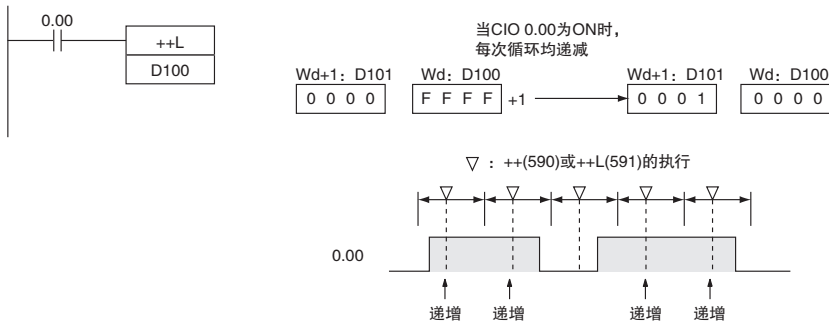 0.00
++L
D100
当CIO 0.00为ON时，
每次循环均递减
Wd+1：D101 Wd：D100 Wd+1：D101 Wd：D100
0 0 0 0 F F F F +1 0 0 0 1 0 0 0 0
▽ ：++(590)或++L(591)的执行
0.00
递增 递增 递增 递增